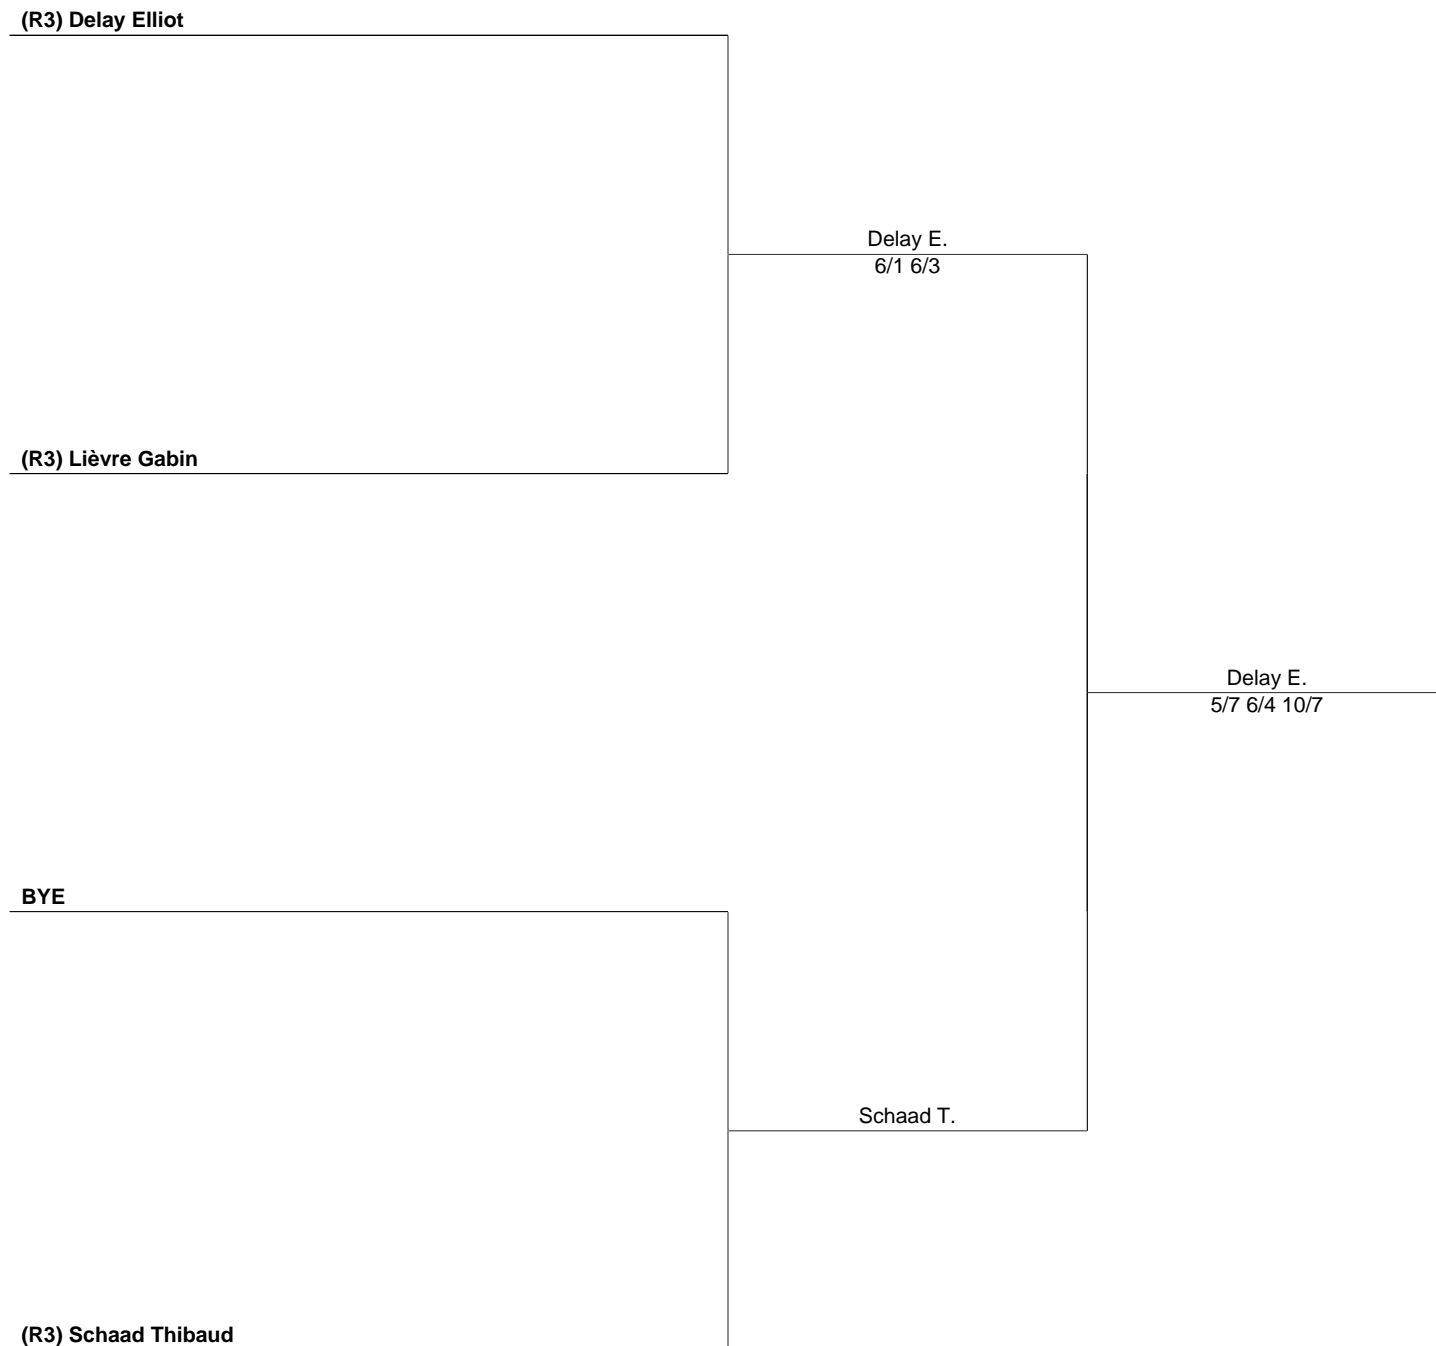 (R3) Delay Elliot
Delay E.
6/1 6/3
(R3) Lièvre Gabin
Delay E.
5/7 6/4 10/7
BYE
Schaad T.
(R3) Schaad Thibaud